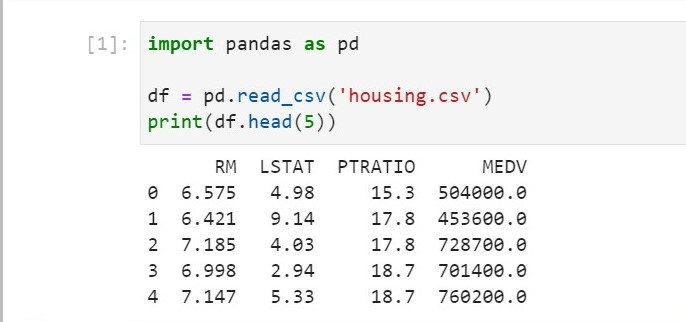 [1]: import pandas as pd
df = pd.read_csv('housing.csv')
print(df.head(5))
RM LSTAT PTRATIO MEDV
0 6.575 4.98 15.3 504000.0
1 6.421 9.14 17.8 453600.0
2 7.185 4.03 17.8 728700.0
3 6.998 2.94 18.7 701400.0
4 7.147 5.33 18.7 760200.0